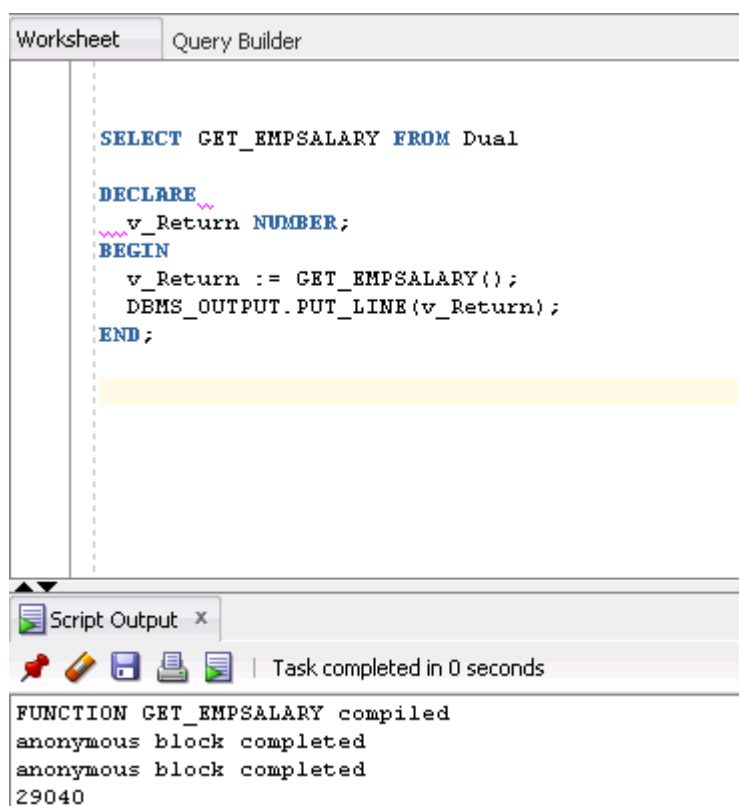 Worksheet Query Builder
SELECT GET_EMPSALARY FROM Dual
DECLARE
v_Return NUMBER;
BEGIN
v_Return := GET_EMPSALARY();
DBMS_OUTPUT.PUT_LINE(v_Return);
END;
Script Output x
Task completed in 0 seconds
FUNCTION GET_EMPSALARY compiled
anonymous block completed
anonymous block completed
29040